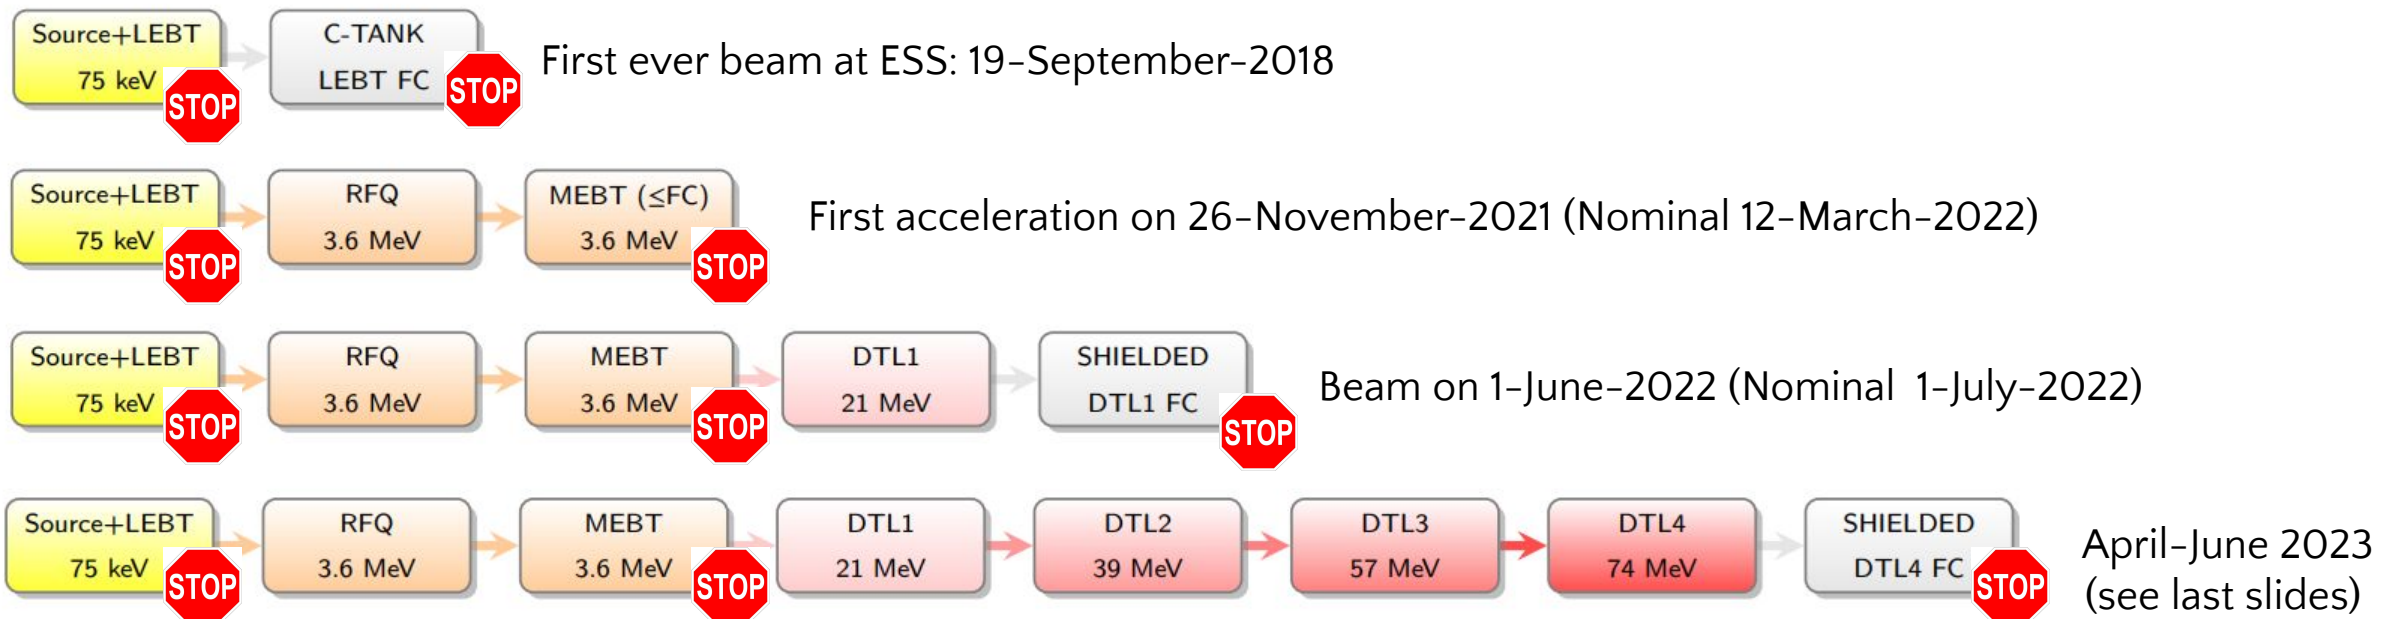 Source+LEBT
75 keV
STOP
C-TANK
LEBT FC
STOP
First ever beam at ESS: 19-September-2018
Source+LEBT
75 keV
STOP
RFQ
3.6 MeV
MEBT (≤FC)
3.6 MeV
STOP
First acceleration on 26-November-2021 (Nominal 12-March-2022)
Source+LEBT
75 keV
STOP
RFQ
3.6 MeV
MEBT
3.6 MeV
STOP
DTL1
21 MeV
SHIELDED
DTL1 FC
STOP
Beam on 1-June-2022 (Nominal 1-July-2022)
Source+LEBT
75 keV
STOP
RFQ
3.6 MeV
MEBT
3.6 MeV
STOP
DTL1
21 MeV
DTL2
39 MeV
DTL3
57 MeV
DTL4
74 MeV
SHIELDED
DTL4 FC
STOP
April-June 2023
(see last slides)